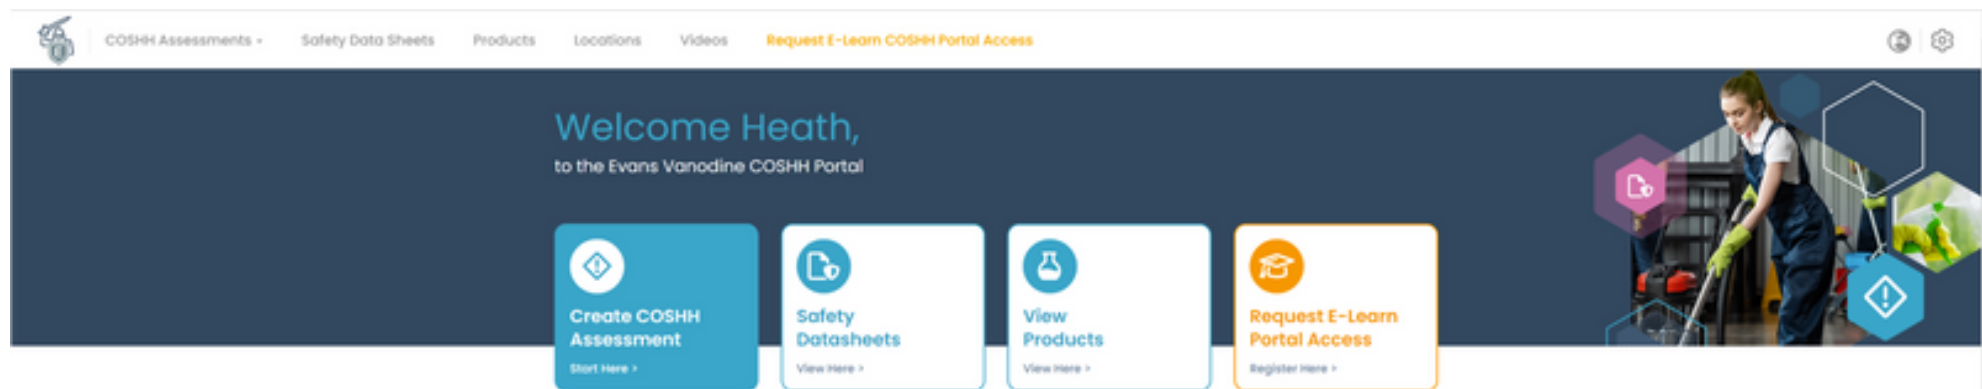 COSHH Assessments
Safety Data Sheets
Products
Locations
Videos
Request E-Learn COSHH Portal Access
Welcome Heath,
to the Evans Vanodine COSHH Portal
Create COSHH
Assessment
Start Here >
Safety
Datasheets
View Here >
View
Products
View Here >
Request E-Learn
Portal Access
Register Here >